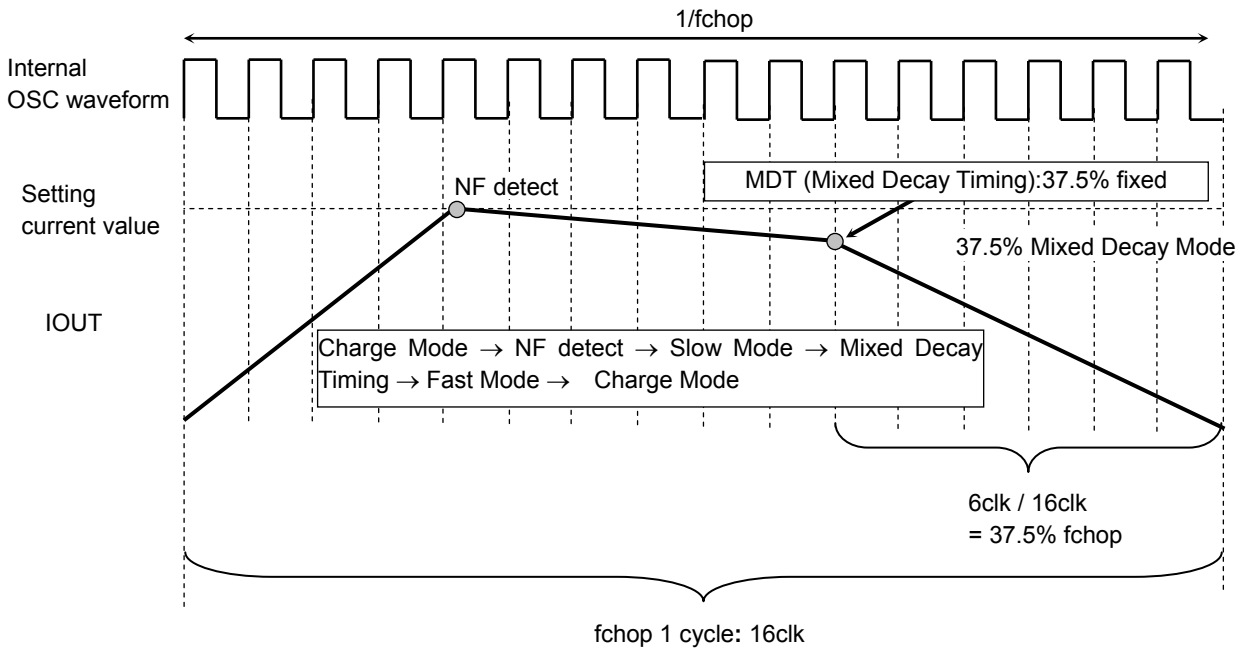 1/fchop
Internal
OSC waveform
Setting
current value
NF detect
MDT (Mixed Decay Timing):37.5% fixed
37.5% Mixed Decay Mode
IOUT
Charge Mode → NF detect → Slow Mode → Mixed Decay
Timing → Fast Mode → Charge Mode
6clk / 16clk
= 37.5% fchop
fchop 1 cycle: 16clk